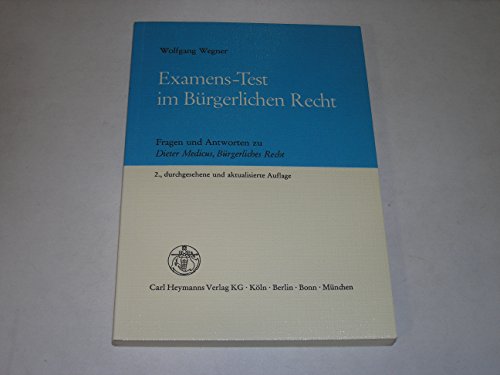 Wolfgang Wegner
Examens-Test
im Bürgerlichen Recht
Fragen und Antworten zu
Dieter Medicus, Bürgerliches Recht
2., durchgesehene und aktualisierte Auflage
Carl Heymanns Verlag KG · Köln · Berlin · Bonn · München